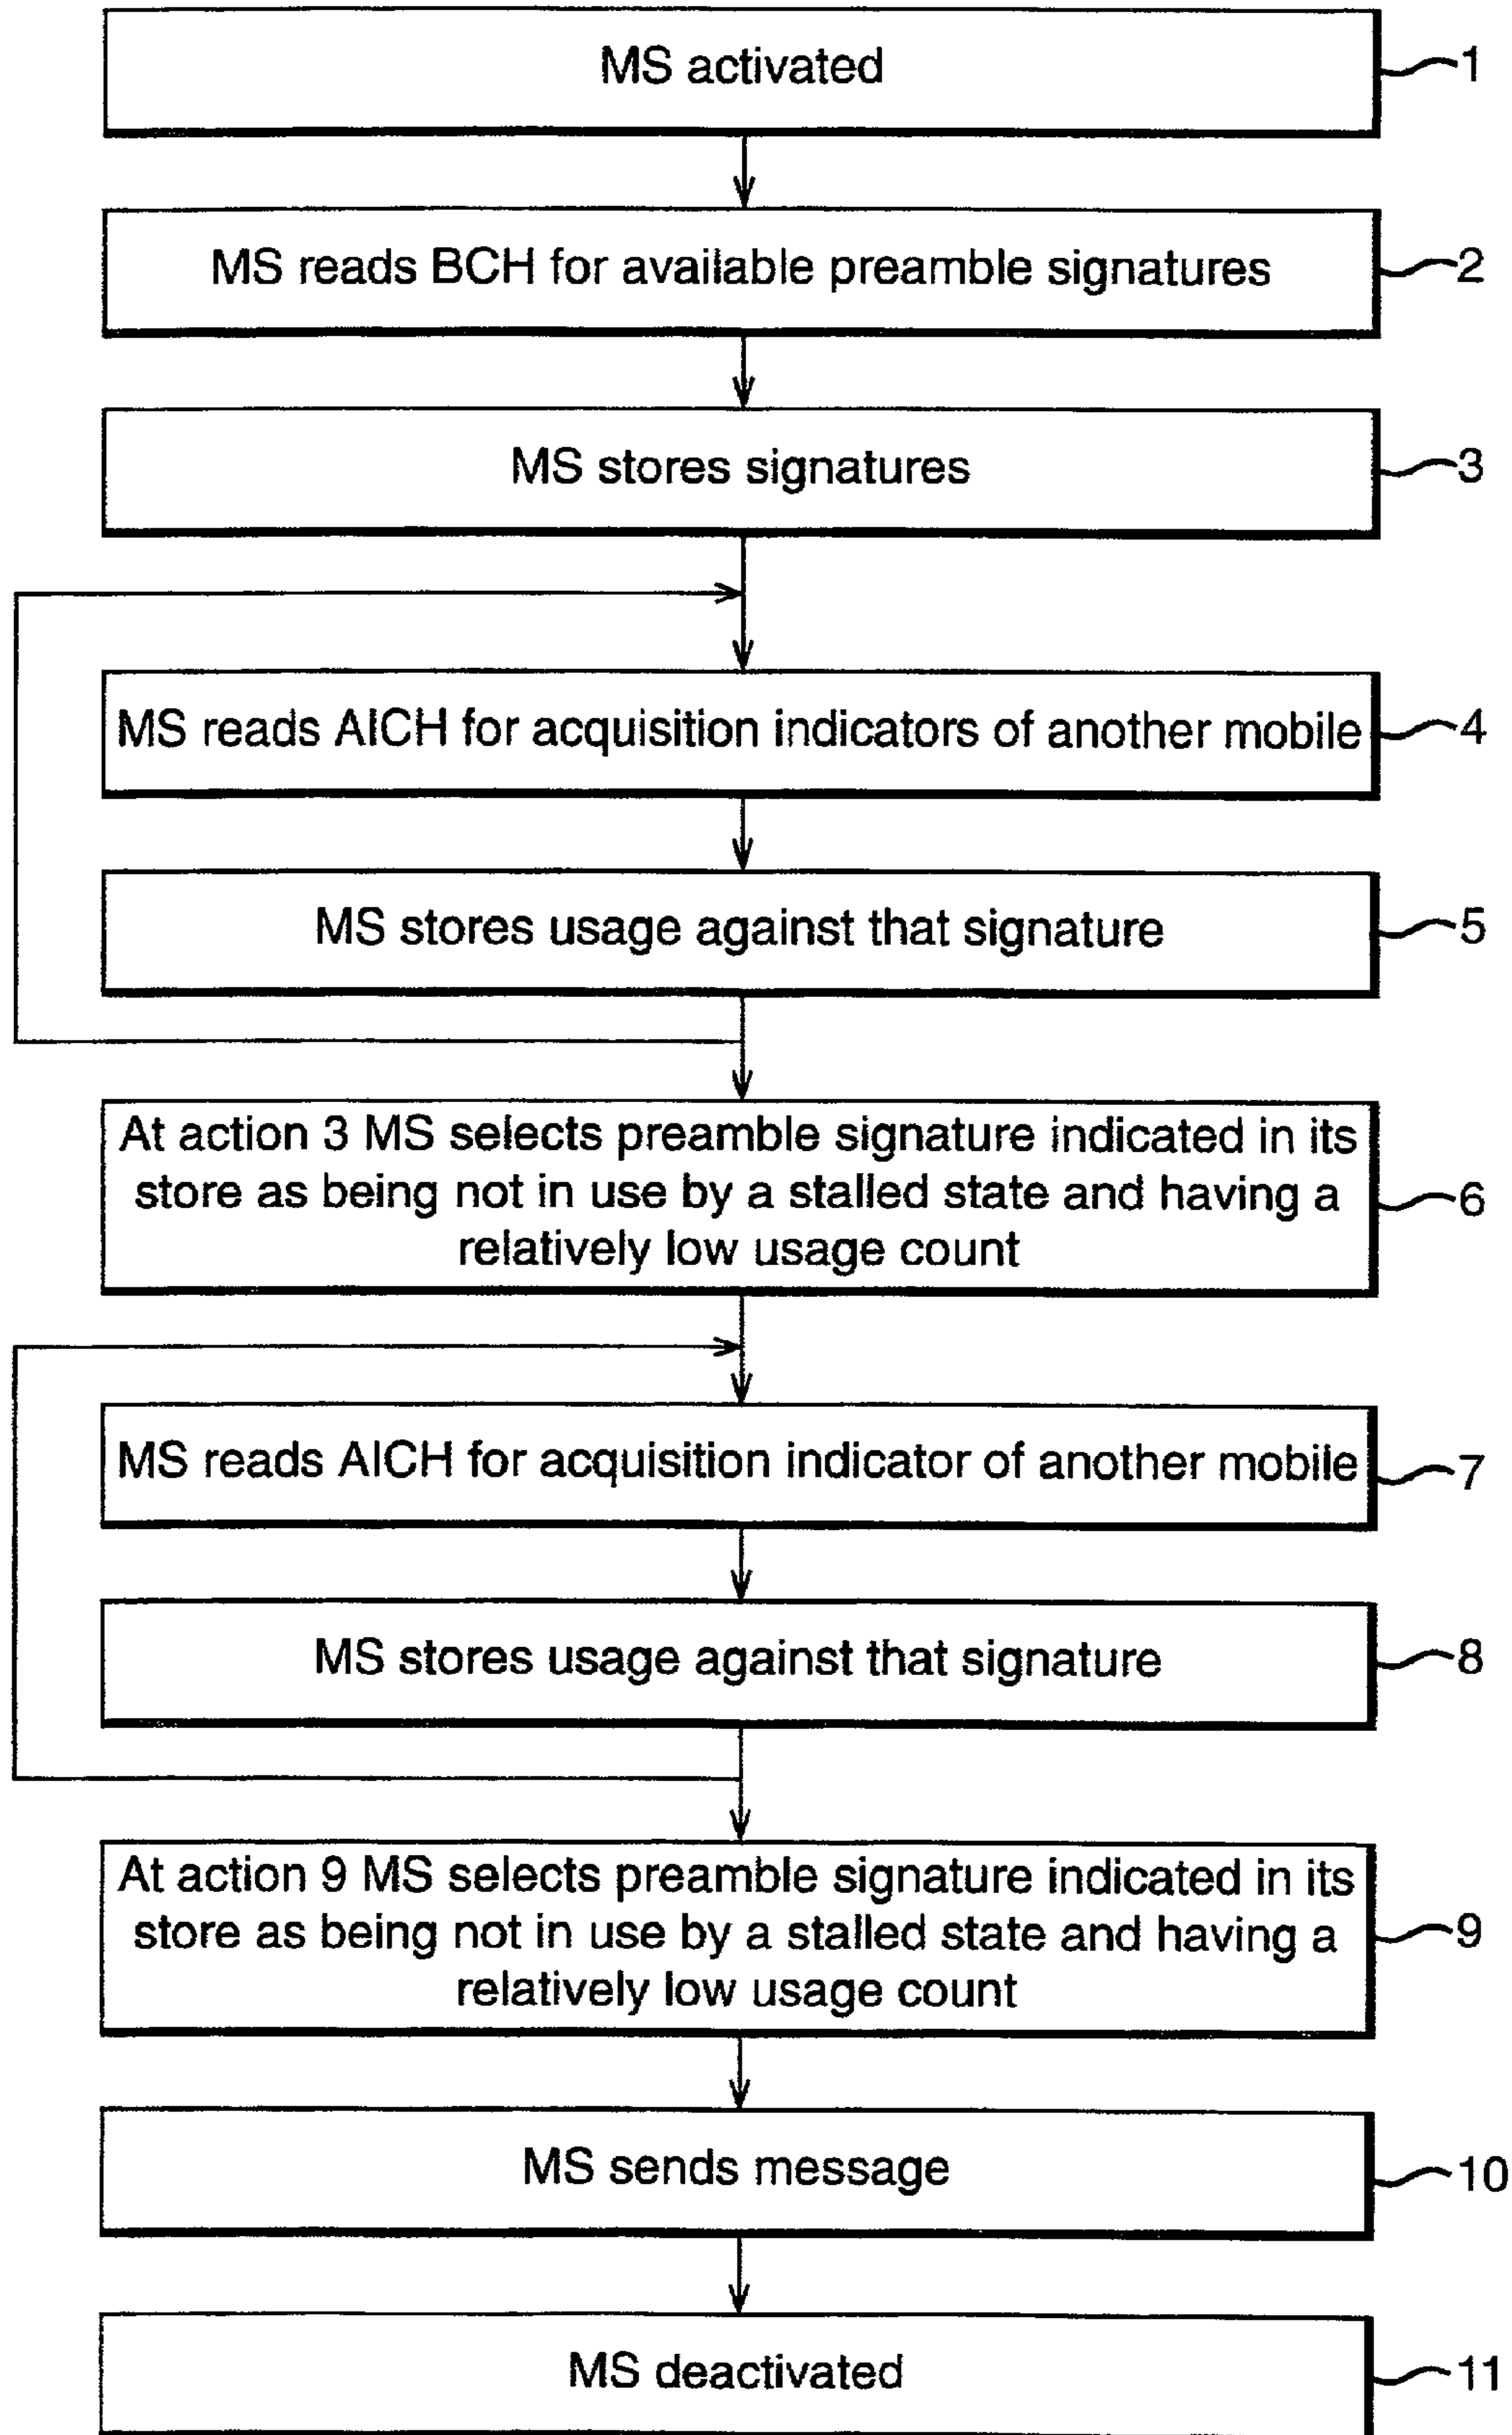 MS activated
1
MS reads BCH for available preamble signatures
2
MS stores signatures
3
MS reads AICH for acquisition indicators of another mobile
4
MS stores usage against that signature
5
At action 3 MS selects preamble signature indicated in its
store as being not in use by a stalled state and having a
relatively low usage count
6
MS reads AICH for acquisition indicator of another mobile
7
MS stores usage against that signature
8
At action 9 MS selects preamble signature indicated in its
store as being not in use by a stalled state and having a
relatively low usage count
9
MS sends message
10
MS deactivated
11